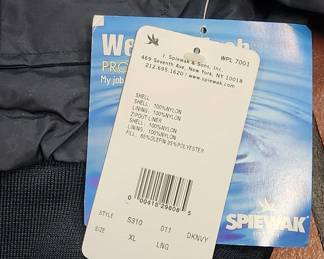 We
PRO
My job
WPL 7001
I. Spiewak & Sons, Inc.
469 Seventh Ave, New York, NY 10018
212.695.1620 : www.spiewak.com
SHELL
SHELL: 100%NYLON
LINING: 100%NYLON
ZIPOUT LINER
SHELL: 100%NYLON
LINING: 100%NYLON
FILL: 65%OLEFIN 35%POLYESTER
0 00415 29808 5
STYLE S310 011 DKNVY
SIZE XL LNG
SPIEWAK